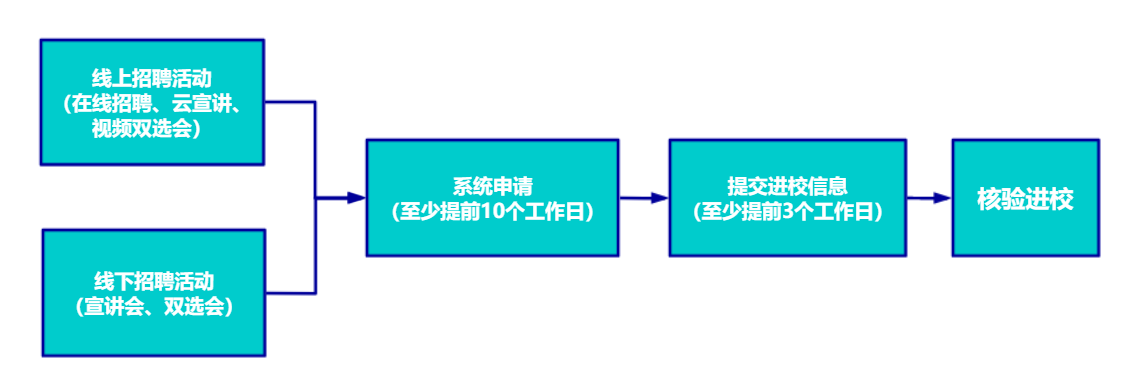 线上招聘活动
（在线招聘、云宣讲、
视频双选会）
线下招聘活动
（宣讲会、双选会）
系统申请
（至少提前10个工作日）
提交进校信息
（至少提前3个工作日）
核验进校